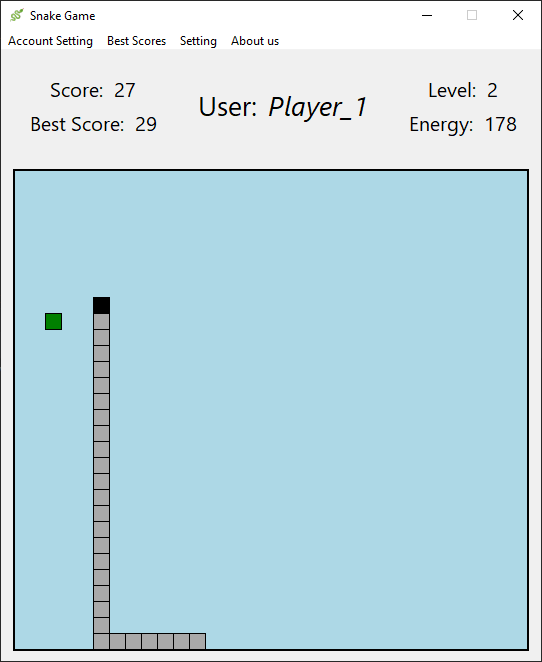 Snake Game
Account Setting Best Scores Setting About us
Score: 27
Best Score: 29
User: Player_1
Level: 2
Energy: 178